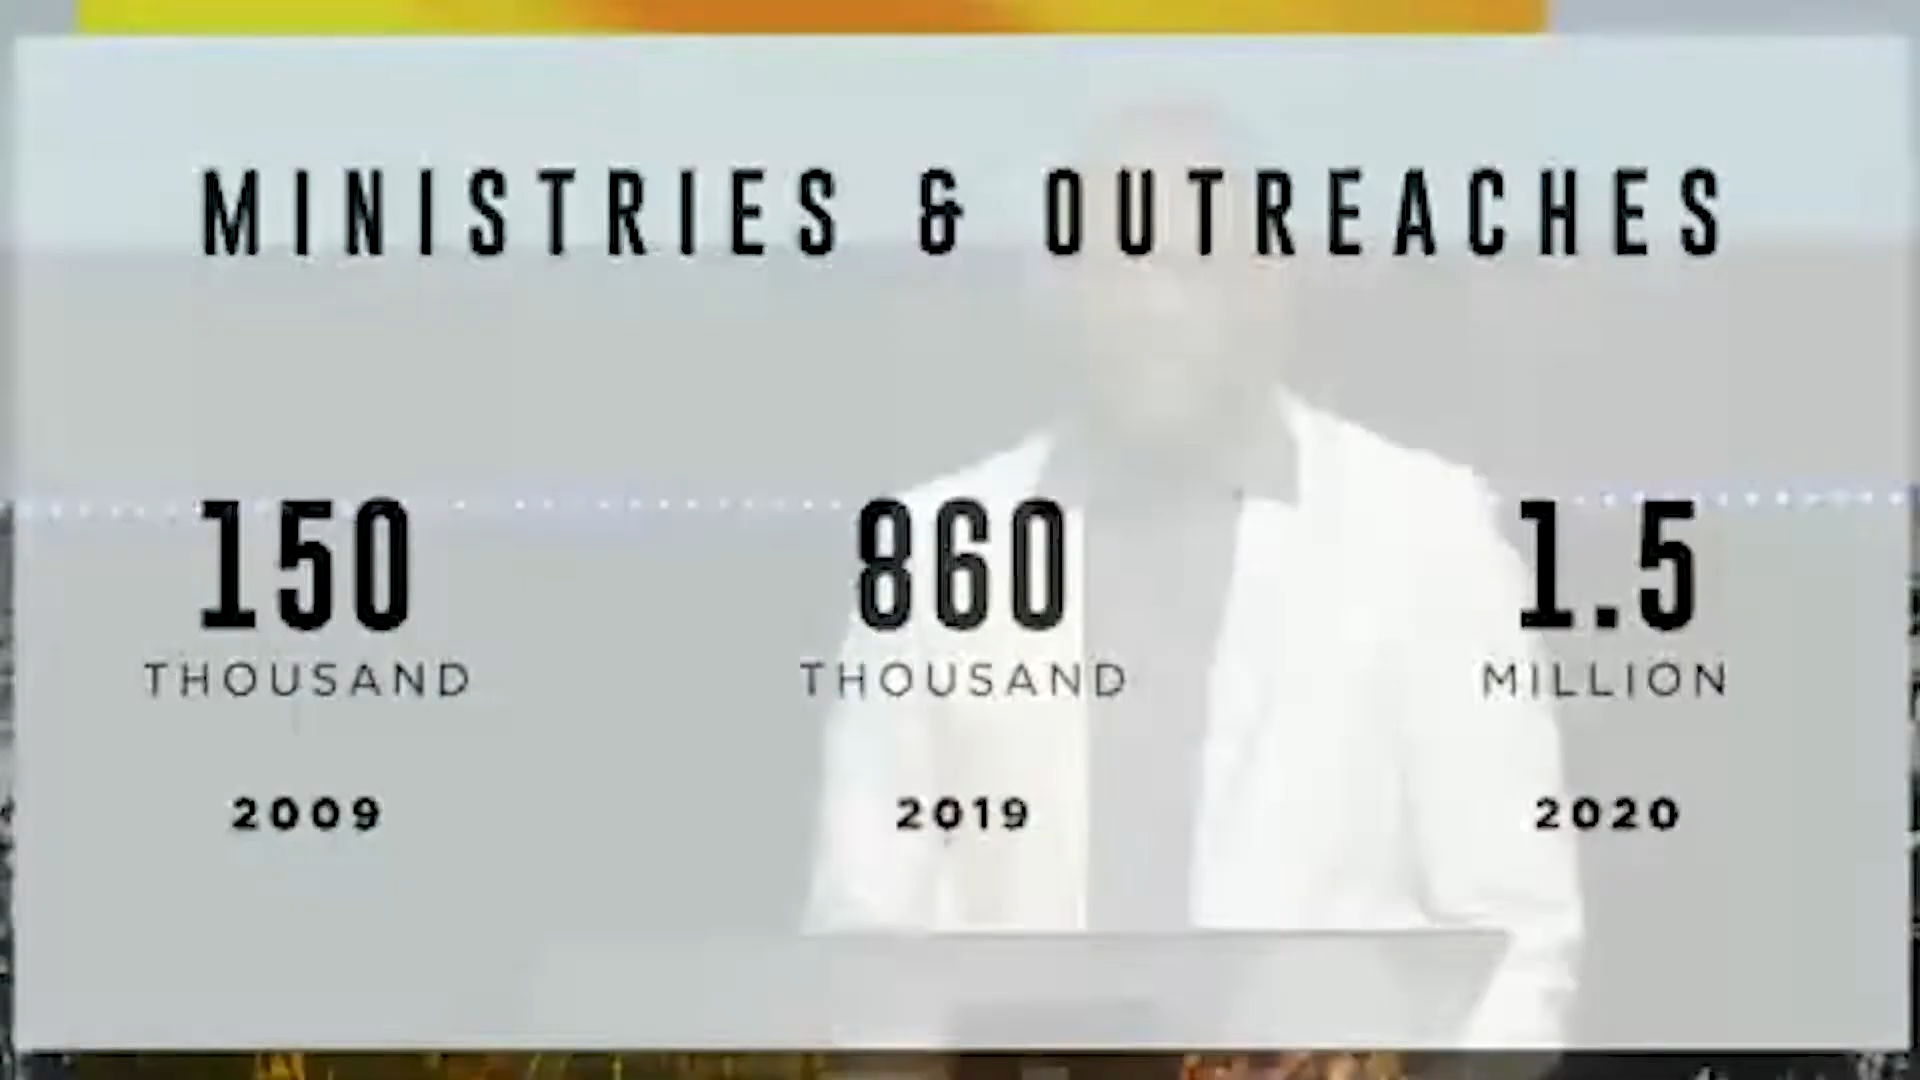 MINISTRIES & OUTREACHES
150 860 1.5
THOUSAND THOUSAND MILLION
2009 2019 2020